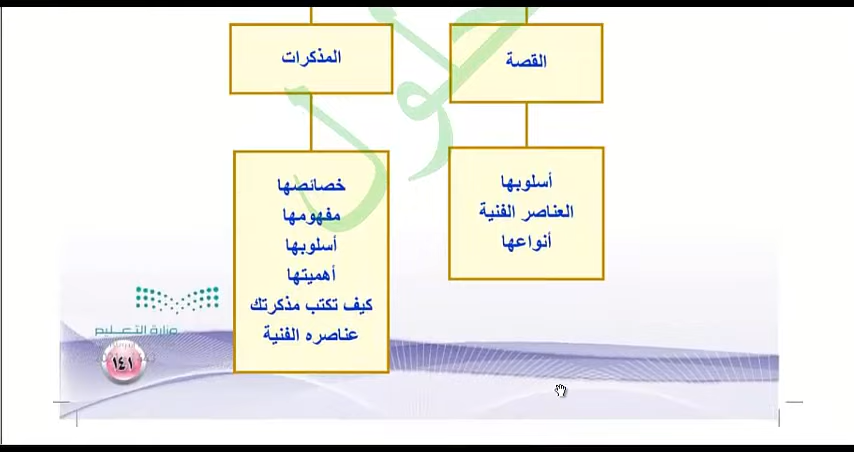 القصة
المذكرات
أسلوبها
العناصر الفنية
أنواعها
خصائصها
مفهومها
أسلوبها
أهميتها
كيف تكتب مذكرتك
عناصره الفنية
وزارة التعليم
١٤١